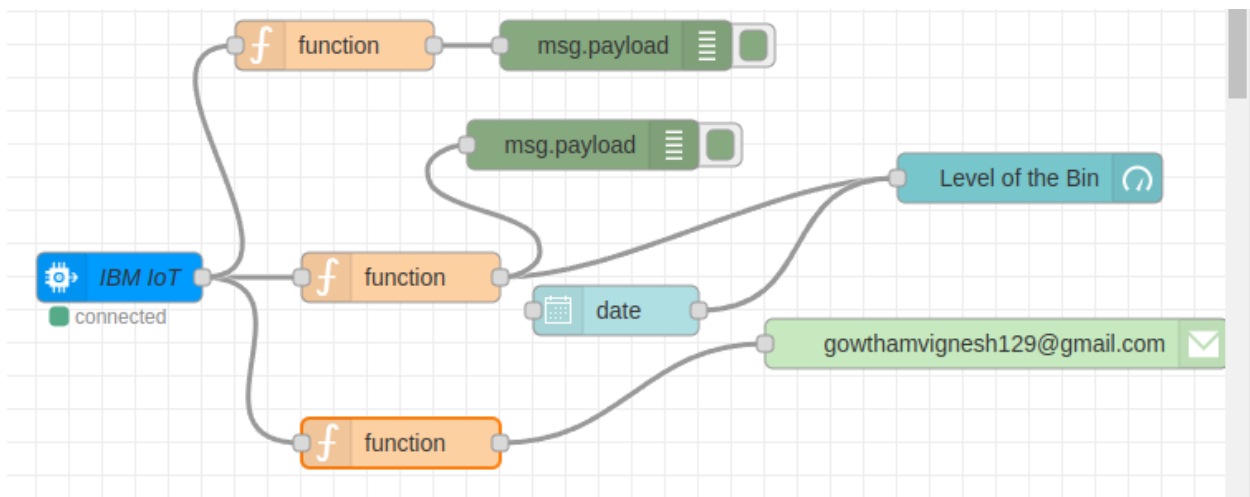 function
msg.payload
msg.payload
Level of the Bin
IBM IoT
function
connected
date
gowthamvignesh129@gmail.com
function